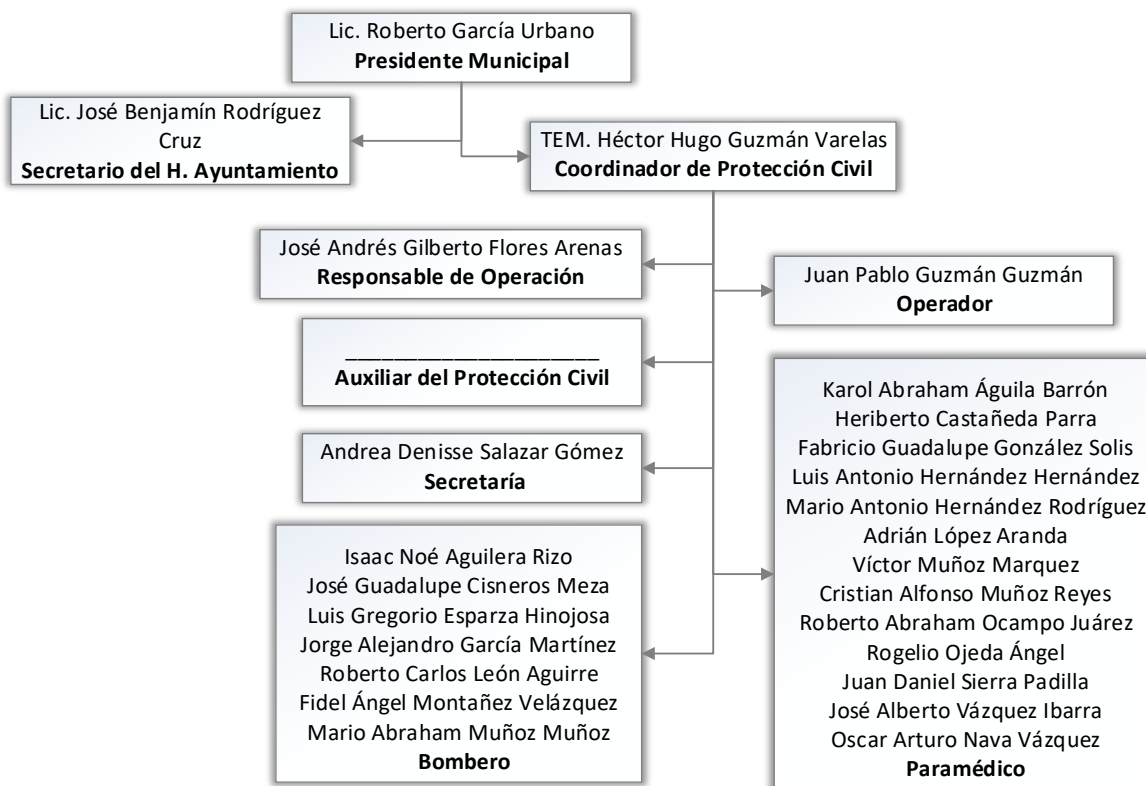 Lic. Roberto García Urbano
Presidente Municipal
Lic. José Benjamín Rodríguez
Cruz
Secretario del H. Ayuntamiento
TEM. Héctor Hugo Guzmán Varelas
Coordinador de Protección Civil
José Andrés Gilberto Flores Arenas
Responsable de Operación
Juan Pablo Guzmán Guzmán
Operador
_____________________
Auxiliar del Protección Civil
Andrea Denisse Salazar Gómez
Secretaría
Isaac Noé Aguilera Rizo
José Guadalupe Cisneros Meza
Luis Gregorio Esparza Hinojosa
Jorge Alejandro García Martínez
Roberto Carlos León Aguirre
Fidel Ángel Montañez Velázquez
Mario Abraham Muñoz Muñoz
Bombero
Karol Abraham Águila Barrón
Heriberto Castañeda Parra
Fabricio Guadalupe González Solis
Luis Antonio Hernández Hernández
Mario Antonio Hernández Rodríguez
Adrián López Aranda
Víctor Muñoz Marquez
Cristian Alfonso Muñoz Reyes
Roberto Abraham Ocampo Juárez
Rogelio Ojeda Ángel
Juan Daniel Sierra Padilla
José Alberto Vázquez Ibarra
Oscar Arturo Nava Vázquez
Paramédico